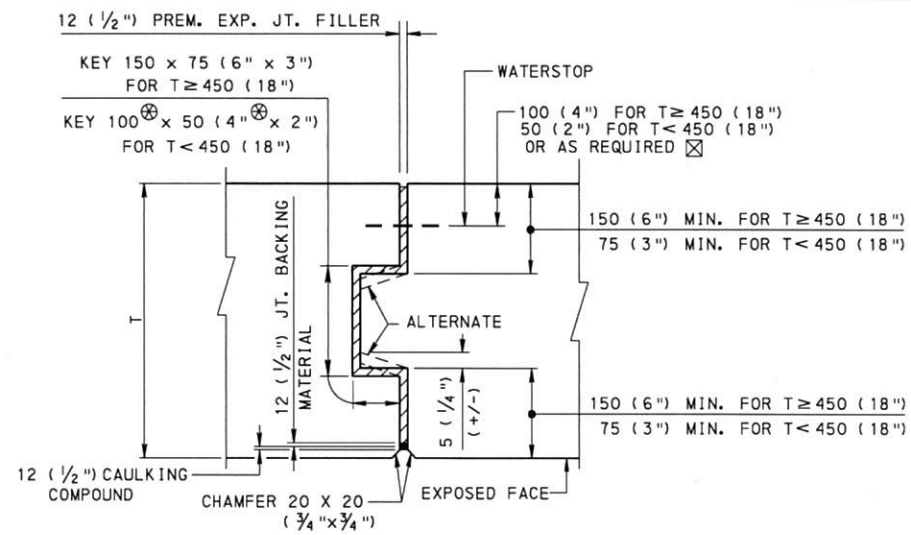 12 (1/2") PREM. EXP. JT. FILLER
KEY 150 x 75 (6" x 3")
FOR T≥450 (18")
KEY 100⊛ x 50 (4"⊛ x 2")
FOR T<450 (18")
WATERSTOP
100 (4") FOR T≥450 (18")
50 (2") FOR T<450 (18")
OR AS REQUIRED ☒
150 (6") MIN. FOR T≥450 (18")
75 (3") MIN. FOR T<450 (18")
T
12 (1/2") JT. BACKING
MATERIAL
ALTERNATE
5 (1/4")
(+/-)
150 (6") MIN. FOR T≥450 (18")
75 (3") MIN. FOR T<450 (18")
12 (1/2") CAULKING
COMPOUND
CHAMFER 20 X 20
(3/4"x3/4")
EXPOSED FACE